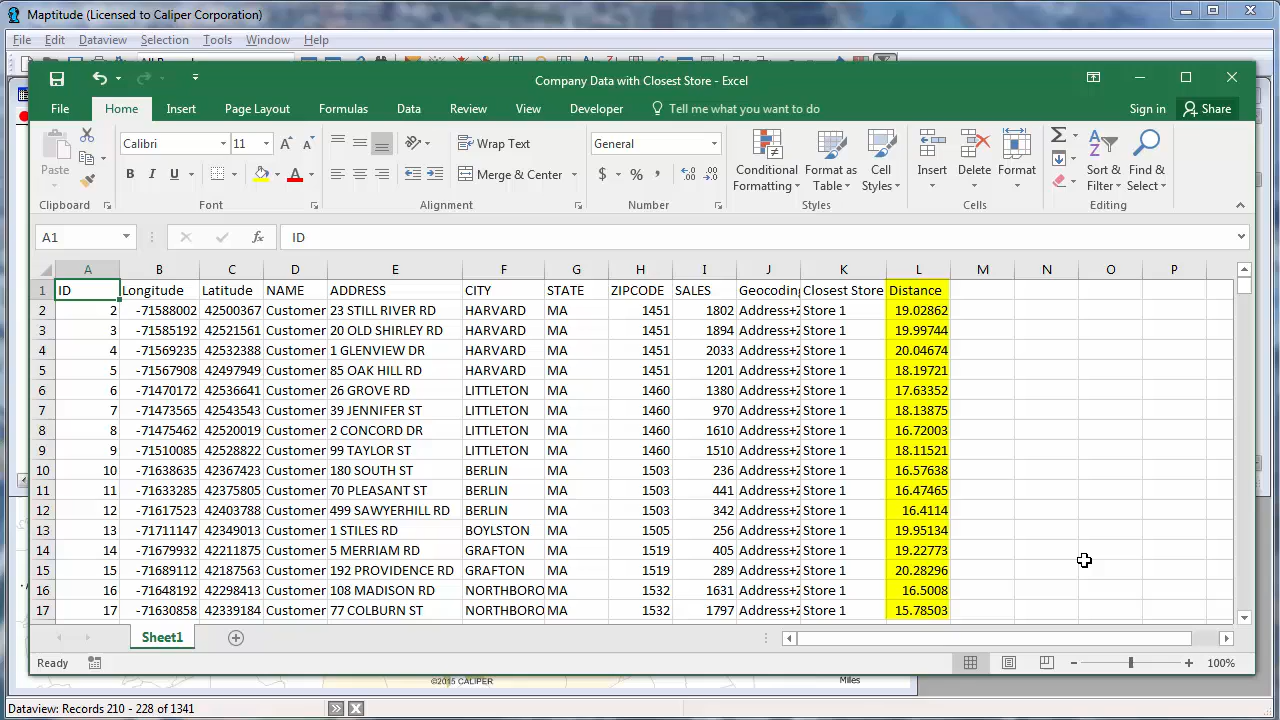 Maptitude (Licensed to Caliper Corporation)
File Edit Dataview Selection Tools Window Help
Company Data with Closest Store - Excel
File Home Insert Page Layout Formulas Data Review View Developer Tell me what you want to do Sign in Share
Paste Calibri 11 Wrap Text General Conditional Formatting Format as Table Cell Styles Insert Delete Format Sort & Filter Find & Select
B I U A Merge & Center $ %
Clipboard Font Alignment Number Styles Cells Editing
A1 fx ID
A B C D E F G H I J K L M N O P
1 ID Longitude Latitude NAME ADDRESS CITY STATE ZIPCODE SALES Geocoding Closest Store Distance
2 2 -71588002 42500367 Customer 23 STILL RIVER RD HARVARD MA 1451 1802 Address+Z Store 1 19.02862
3 3 -71585192 42521561 Customer 20 OLD SHIRLEY RD HARVARD MA 1451 1894 Address+Z Store 1 19.99744
4 4 -71569235 42532388 Customer 1 GLENVIEW DR HARVARD MA 1451 2033 Address+Z Store 1 20.04674
5 5 -71567908 42497949 Customer 85 OAK HILL RD HARVARD MA 1451 1201 Address+Z Store 1 18.19721
6 6 -71470172 42536641 Customer 26 GROVE RD LITTLETON MA 1460 1380 Address+Z Store 1 17.63352
7 7 -71473565 42543543 Customer 39 JENNIFER ST LITTLETON MA 1460 970 Address+Z Store 1 18.13875
8 8 -71475462 42520019 Customer 2 CONCORD DR LITTLETON MA 1460 1610 Address+Z Store 1 16.72003
9 9 -71510085 42528822 Customer 99 TAYLOR ST LITTLETON MA 1460 1510 Address+Z Store 1 18.11521
10 10 -71638635 42367423 Customer 180 SOUTH ST BERLIN MA 1503 236 Address+Z Store 1 16.57638
11 11 -71633285 42375805 Customer 70 PLEASANT ST BERLIN MA 1503 441 Address+Z Store 1 16.47465
12 12 -71617523 42403788 Customer 499 SAWYERHILL RD BERLIN MA 1503 342 Address+Z Store 1 16.4114
13 13 -71711147 42349013 Customer 1 STILES RD BOYLSTON MA 1505 256 Address+Z Store 1 19.95134
14 14 -71679932 42211875 Customer 5 MERRIAM RD GRAFTON MA 1519 405 Address+Z Store 1 19.22773
15 15 -71689112 42187563 Customer 192 PROVIDENCE RD GRAFTON MA 1519 289 Address+Z Store 1 20.28296
16 16 -71648192 42298413 Customer 108 MADISON RD NORTHBORO MA 1532 1631 Address+Z Store 1 16.5008
17 17 -71630858 42339184 Customer 77 COLBURN ST NORTHBORO MA 1532 1797 Address+Z Store 1 15.78503
Sheet1
Ready 100%
©2015 CALIPER Miles
Dataview: Records 210 - 228 of 1341